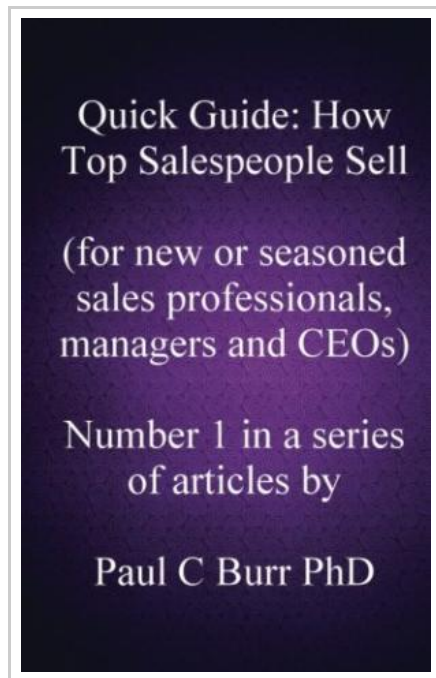 Quick Guide: How
Top Salespeople Sell
(for new or seasoned
sales professionals,
managers and CEOs)
Number 1 in a series
of articles by
Paul C Burr PhD